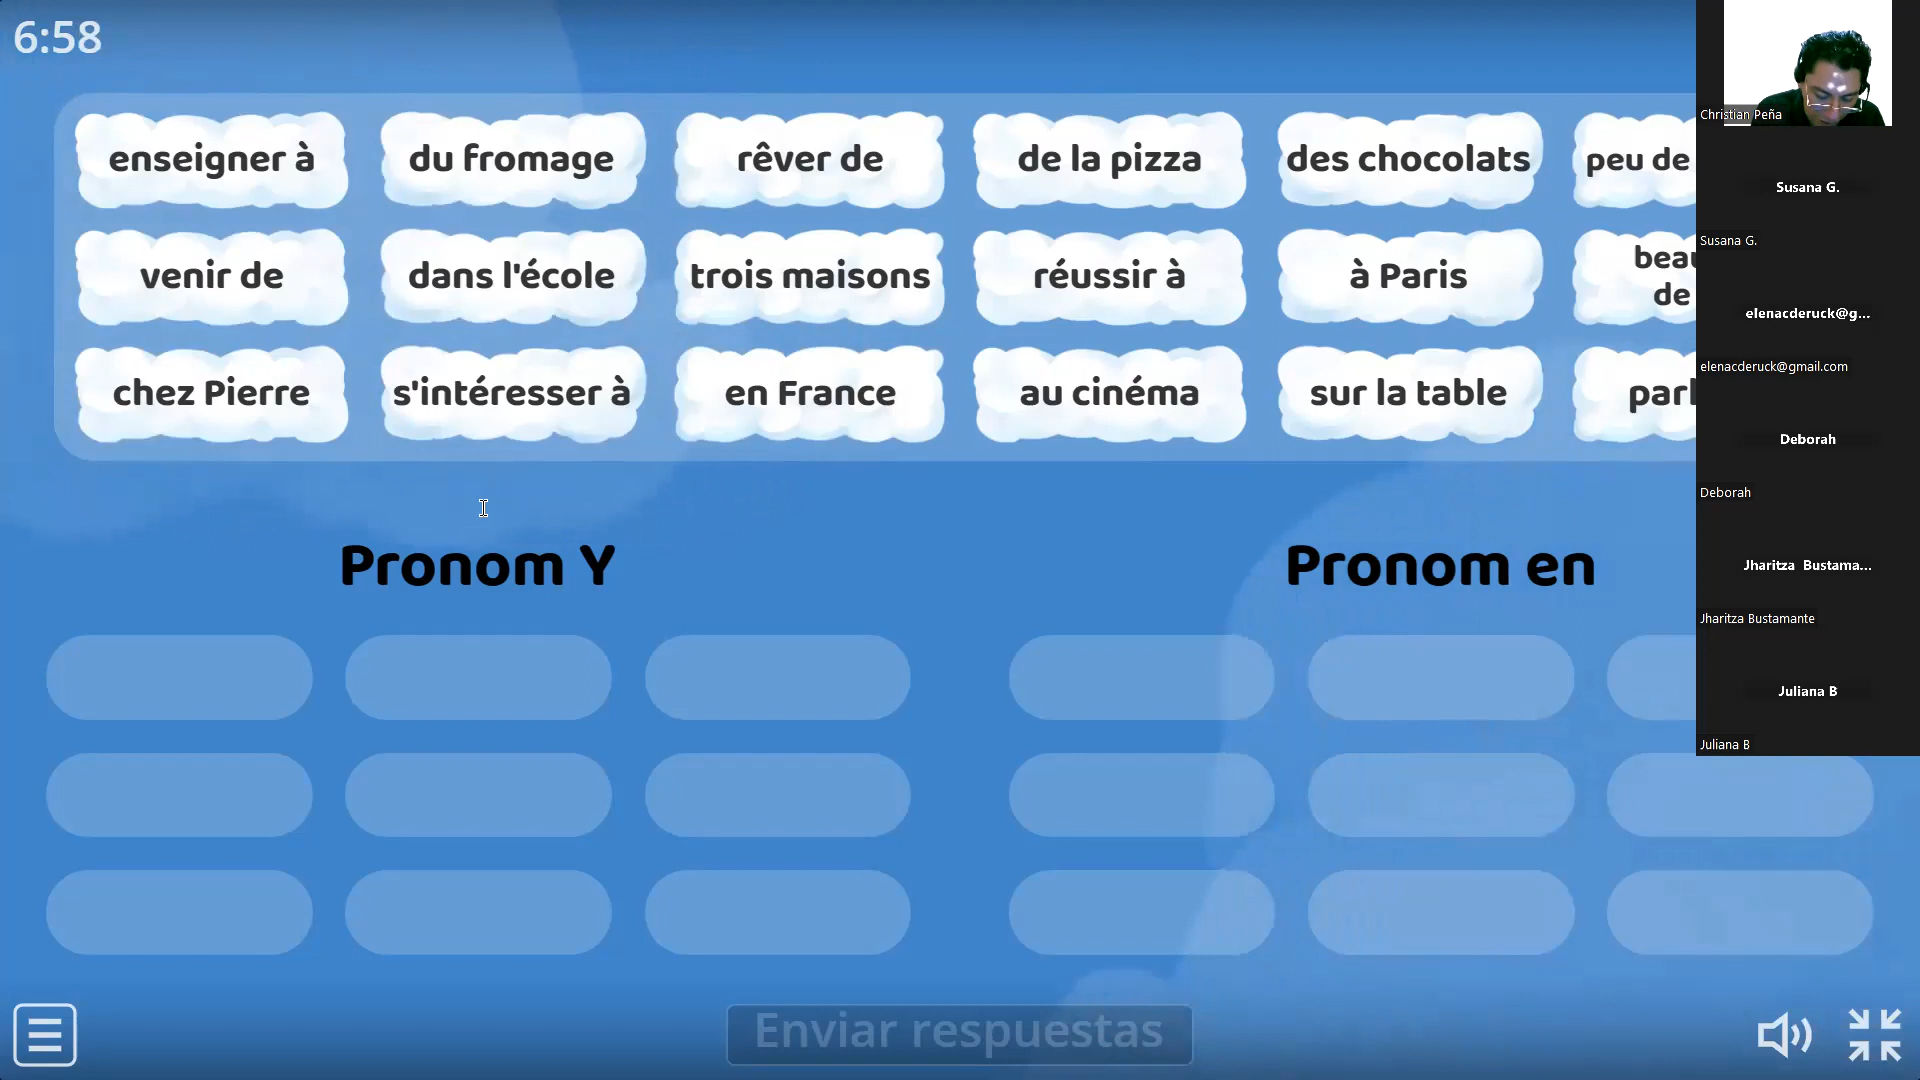 6:58
enseigner à
du fromage
rêver de
de la pizza
des chocolats
peu de
venir de
dans l'école
trois maisons
réussir à
à Paris
de
chez Pierre
s'intéresser à
en France
au cinéma
sur la table
Pronom Y
Pronom en
Enviar respuestas
Christian Peña
Susana G.
Susana G.
elenacderuck@g...
elenacderuck@gmail.com
Deborah
Deborah
Jharitza Bustama...
Jharitza Bustamante
Juliana B
Juliana B